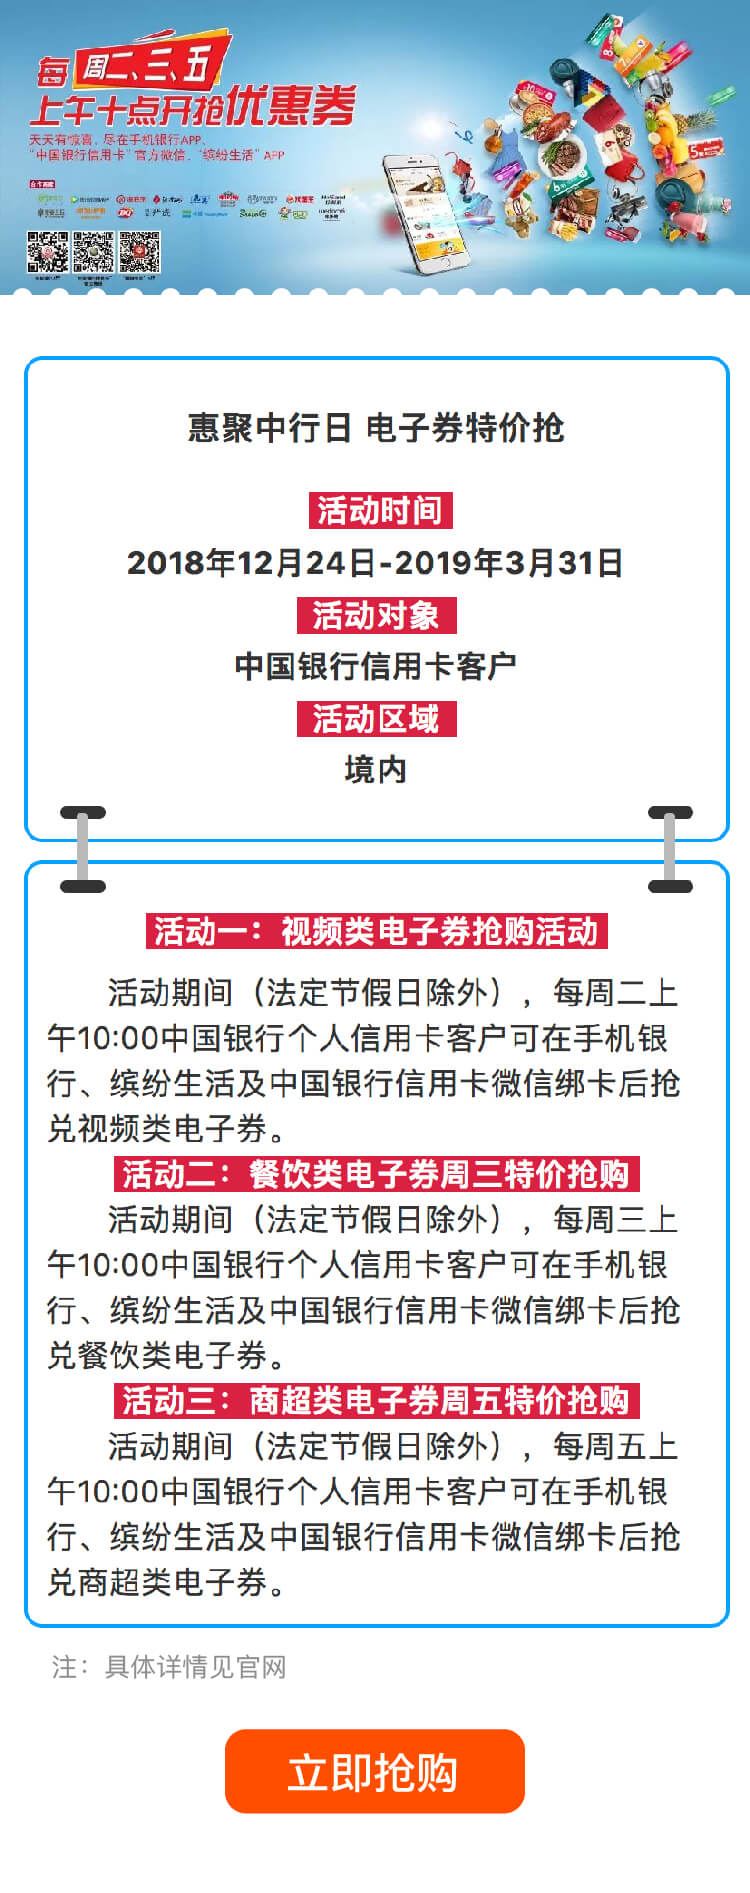 每周二、三、五
上午十点开抢优惠券
天天有惊喜，尽在手机银行APP、
“中国银行信用卡”官方微信、“缤纷生活”APP
合作商家
惠聚中行日 电子券特价抢
活动时间
2018年12月24日-2019年3月31日
活动对象
中国银行信用卡客户
活动区域
境内
活动一：视频类电子券抢购活动
活动期间（法定节假日除外），每周二上
午10:00中国银行个人信用卡客户可在手机银
行、缤纷生活及中国银行信用卡微信绑卡后抢
兑视频类电子券。
活动二：餐饮类电子券周三特价抢购
活动期间（法定节假日除外），每周三上
午10:00中国银行个人信用卡客户可在手机银
行、缤纷生活及中国银行信用卡微信绑卡后抢
兑餐饮类电子券。
活动三：商超类电子券周五特价抢购
活动期间（法定节假日除外），每周五上
午10:00中国银行个人信用卡客户可在手机银
行、缤纷生活及中国银行信用卡微信绑卡后抢
兑商超类电子券。
注：具体详情见官网
立即抢购